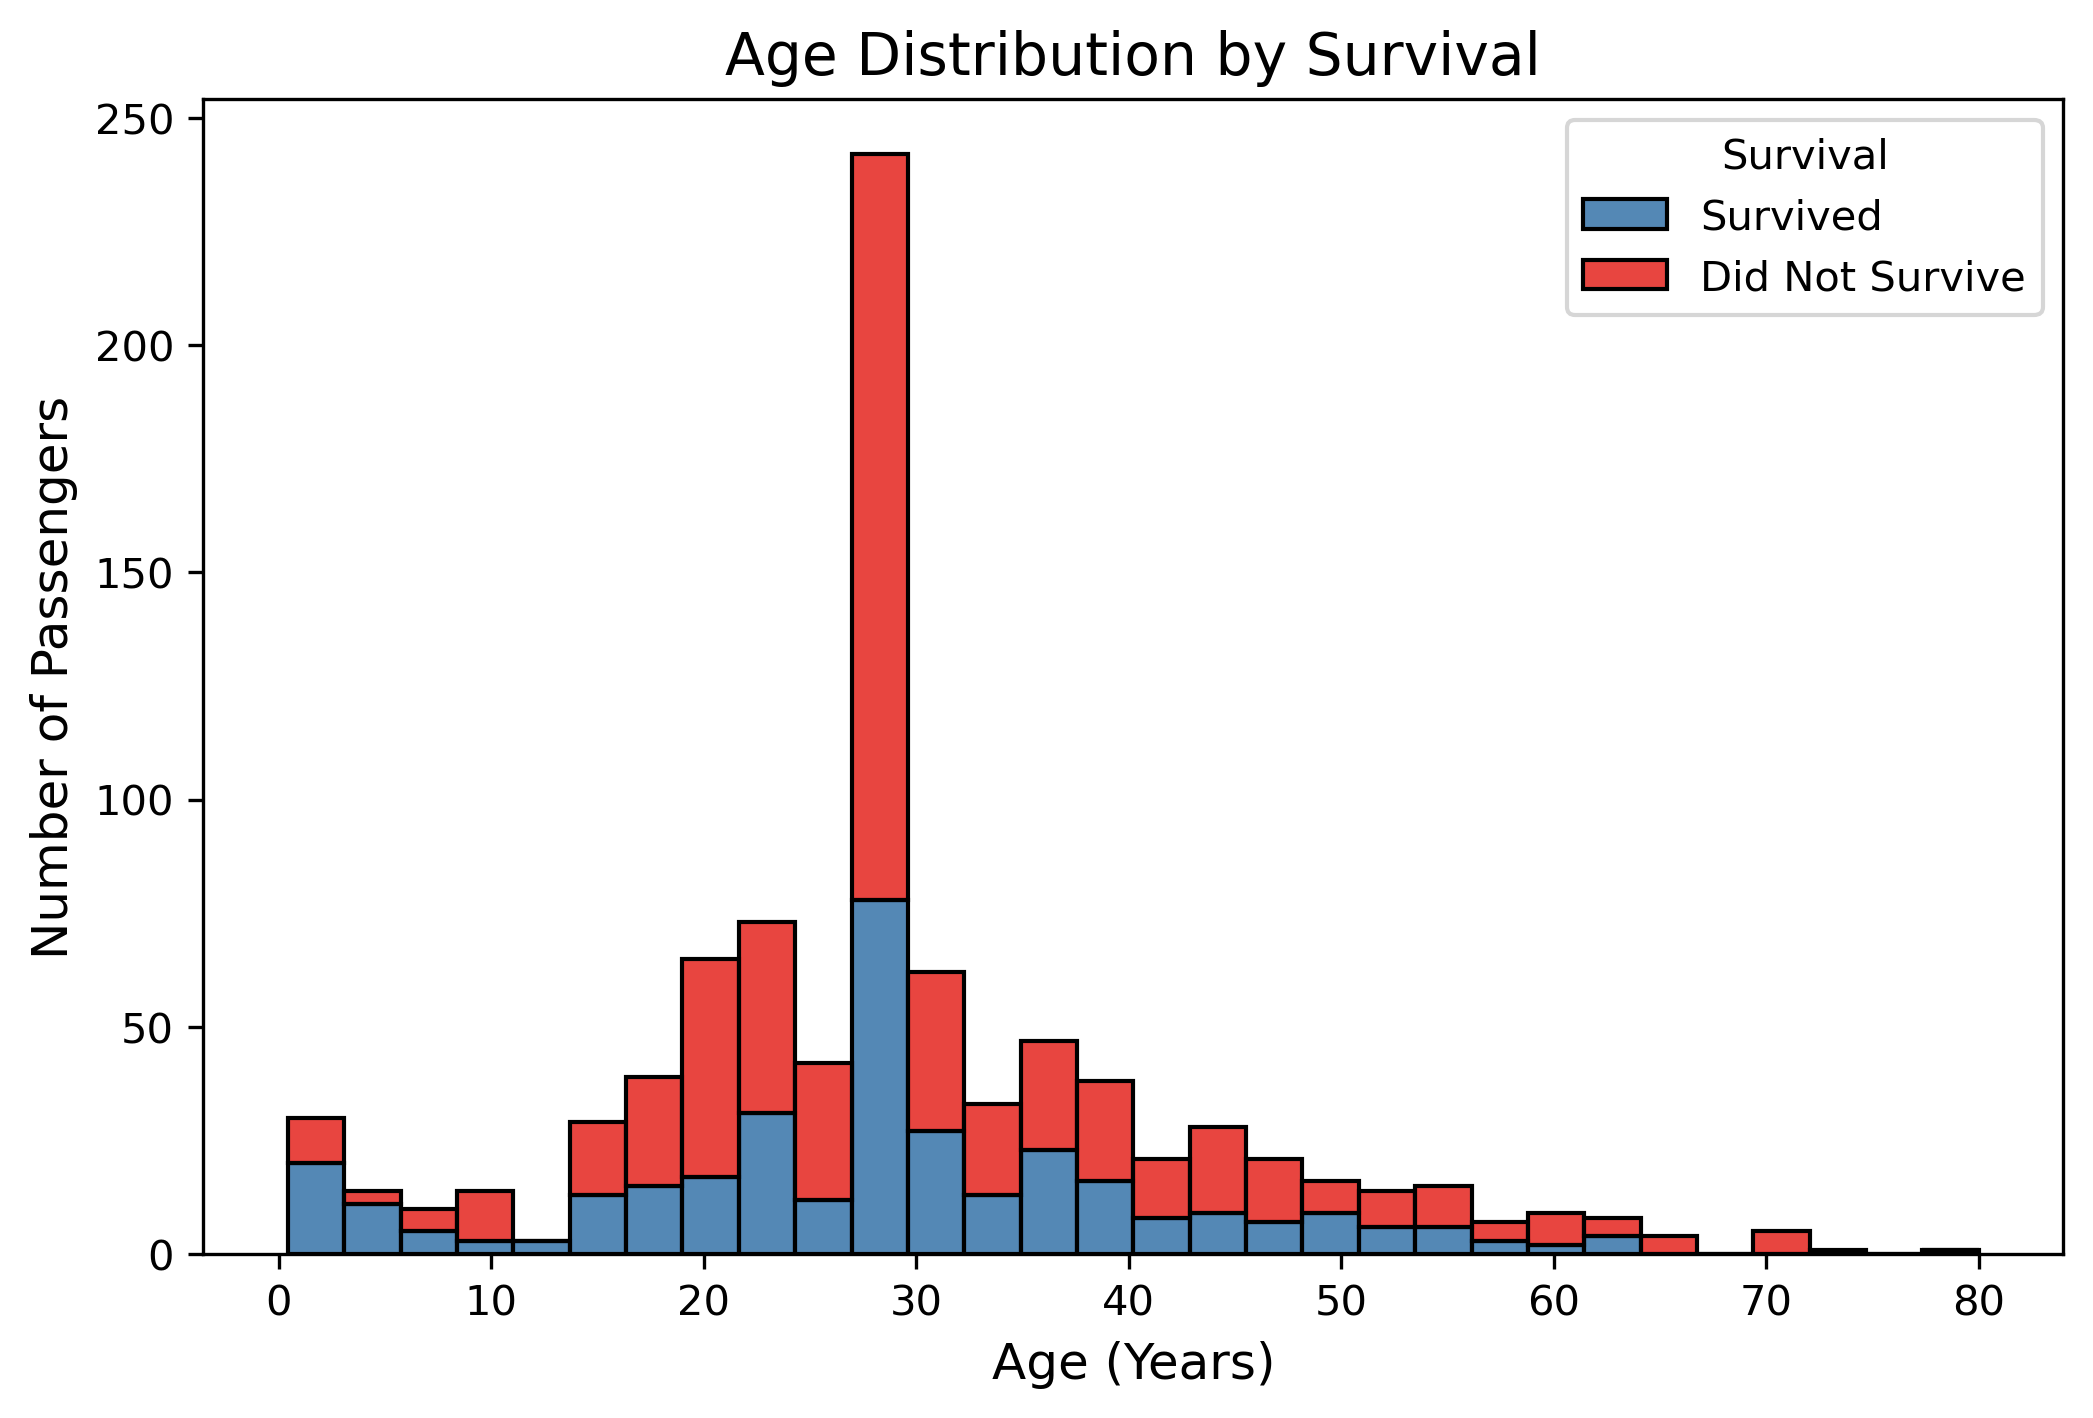 Age Distribution by Survival
Number of Passengers
250
200
150
100
50
0
Survival
Survived
Did Not Survive
0 10 20 30 40 50 60 70 80
Age (Years)